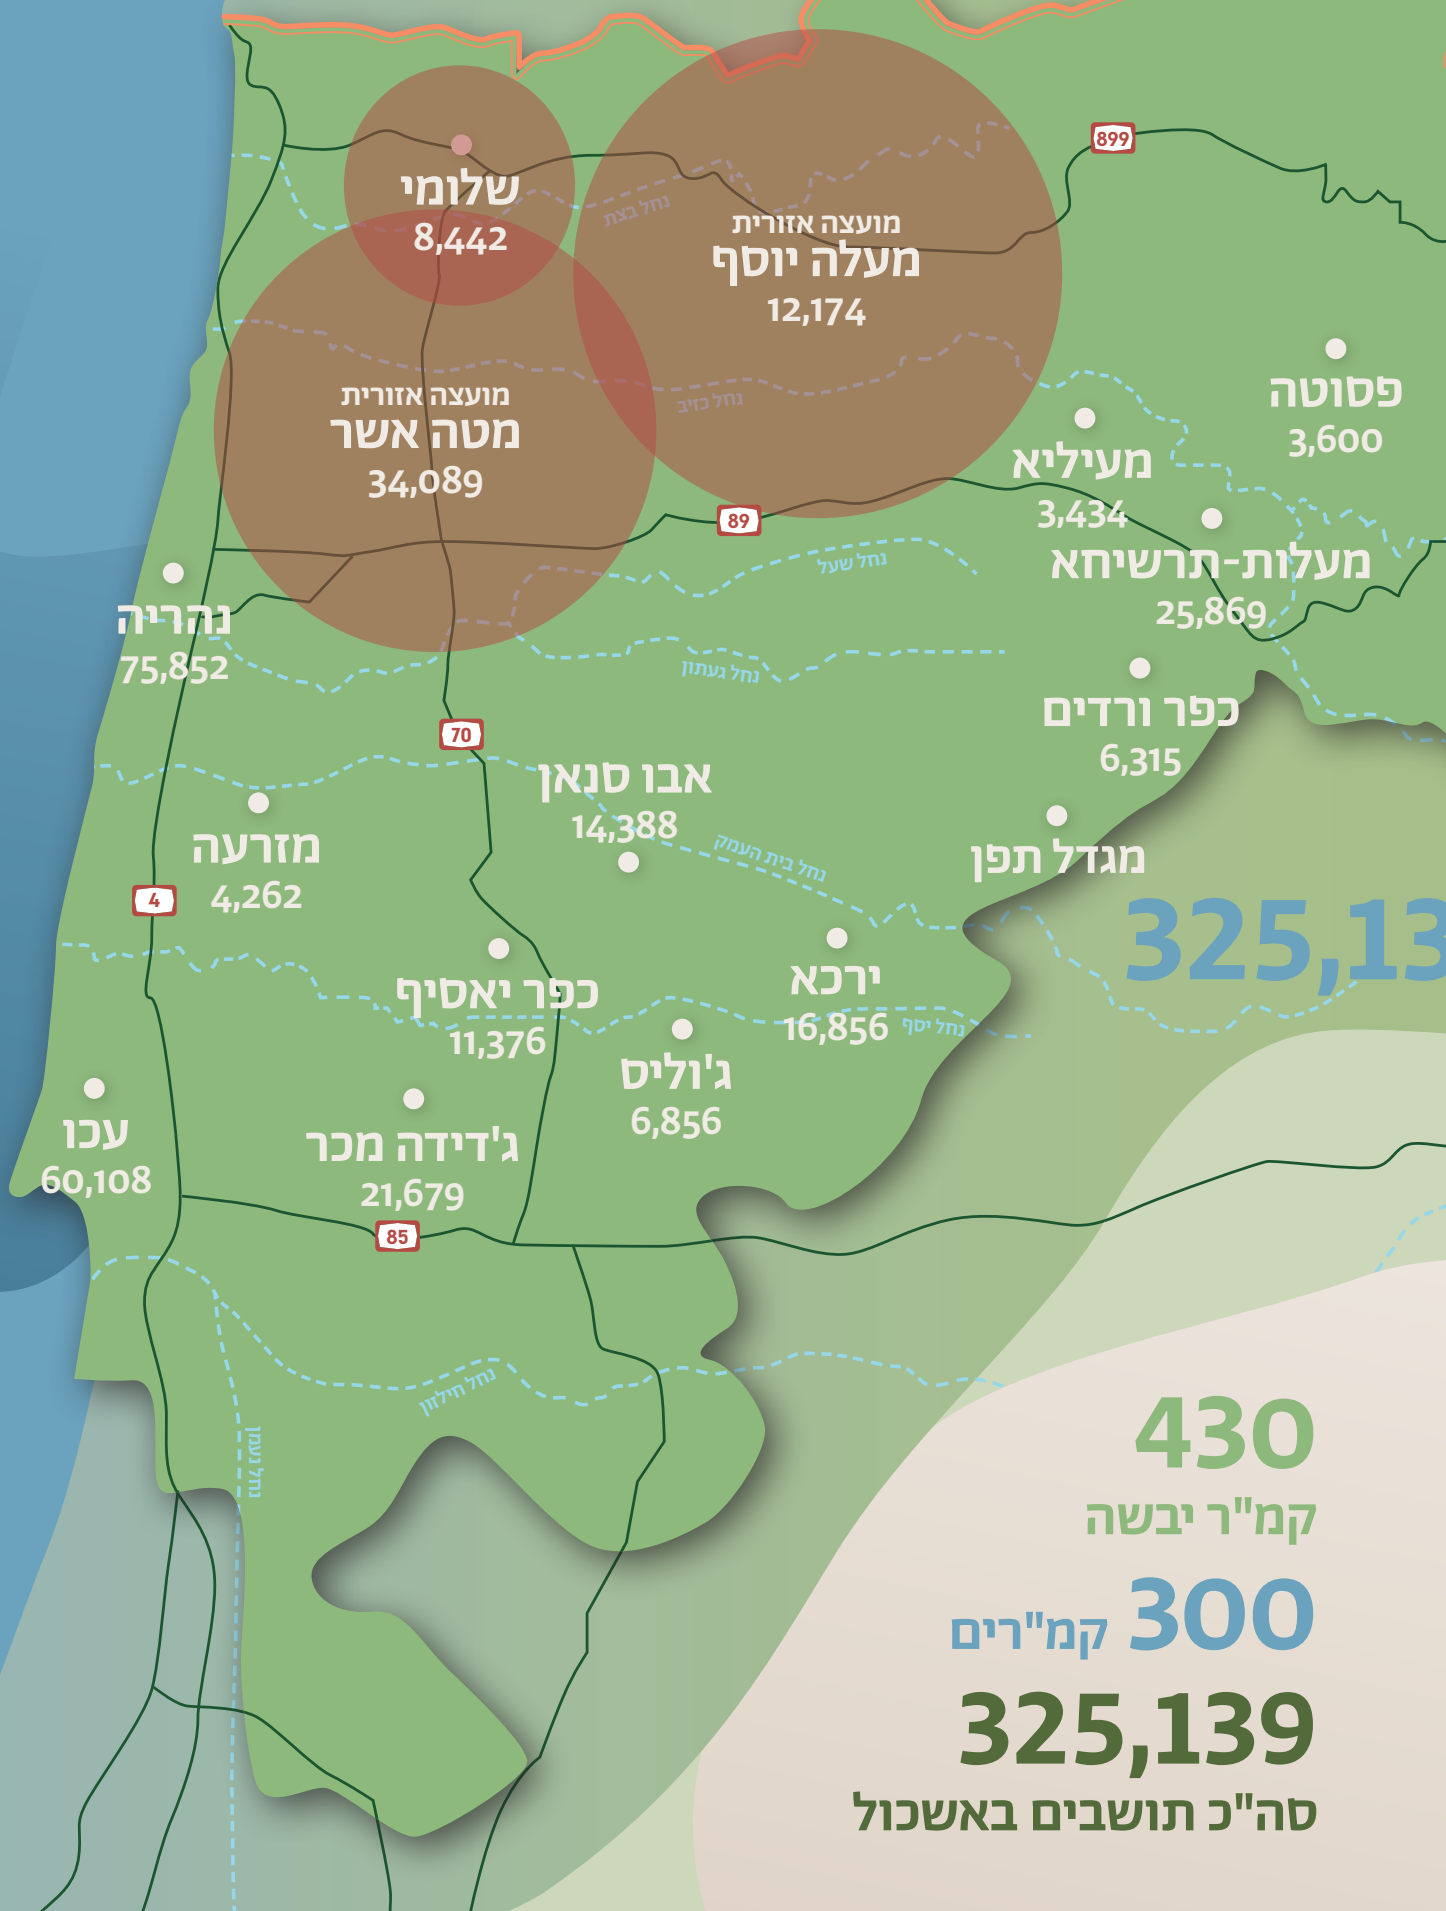 899
שלומי
8,442
נחל בצת
מועצה אזורית
מעלה יוסף
12,174
פסוטה
3,600
נחל כזיב
מועצה אזורית
מטה אשר
34,089
מעיליא
3,434
89
מעלות-תרשיחא
25,869
נחל שעל
נהריה
75,852
נחל געתון
כפר ורדים
6,315
70
אבו סנאן
14,388
מזרעה
4,262
4
נחל בית העמק
מגדל תפן
325,13
כפר יאסיף
11,376
ירכא
16,856
נחל יסף
ג'וליס
6,856
עכו
60,108
ג'דידה מכר
21,679
85
נחל חילזון
נחל נעמן
430
קמ"ר יבשה
300 קמ"רים
325,139
סה"כ תושבים באשכול